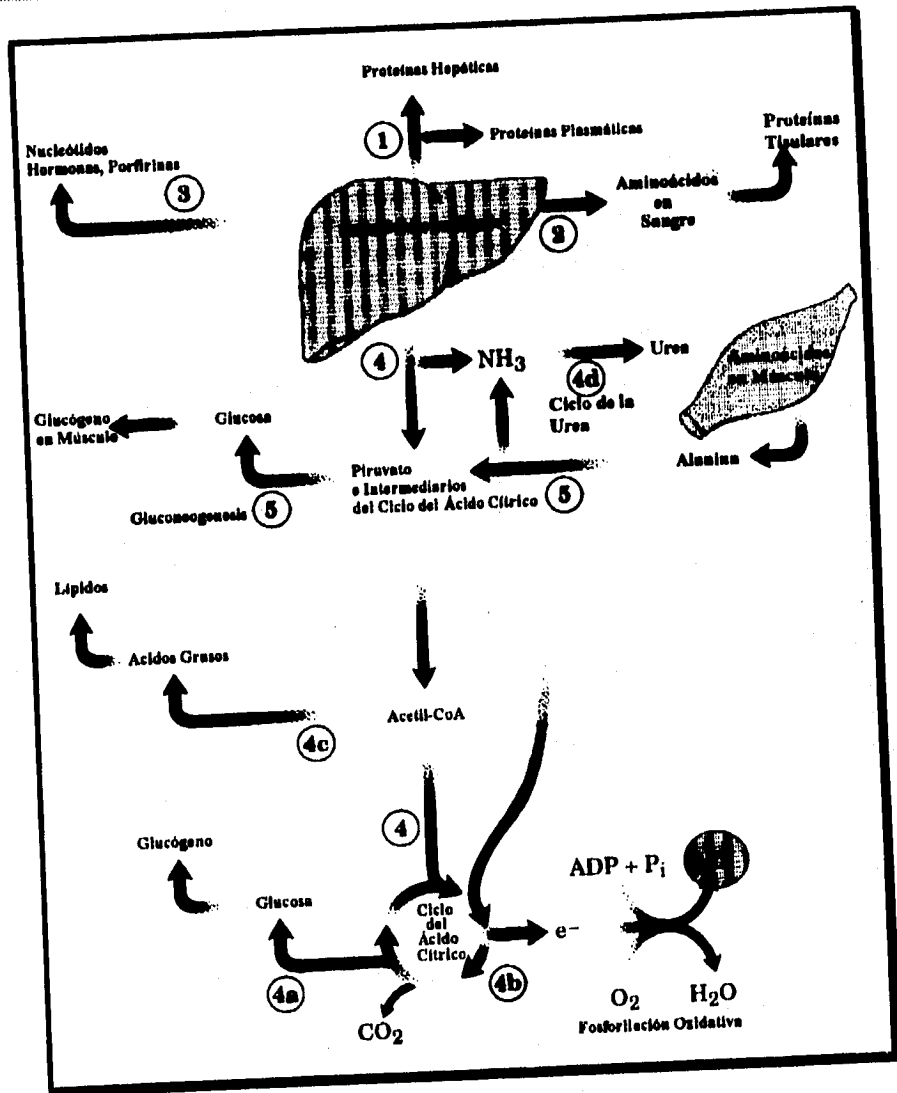 Proteínas Hepáticas
1
Proteínas Plasmáticas
Proteínas
Tisulares
Nucleótidos
Hormonas, Porfirinas
3
Aminoácidos
en
Sangre
2
4
NH3
4d
Urea
Ciclo de la
Urea
Aminoácidos
en Músculo
Alanina
Glucógeno
en Músculo
Glucosa
Piruvato
e Intermediarios
del Ciclo del Ácido Cítrico
5
Gluconeogenesis
5
Lípidos
Acidos Grasos
4c
Acetil-CoA
4
Glucógeno
Glucosa
4a
Ciclo
del
Ácido
Cítrico
CO2
4b
e-
ADP + Pi
O2
H2O
Fosforilación Oxidativa